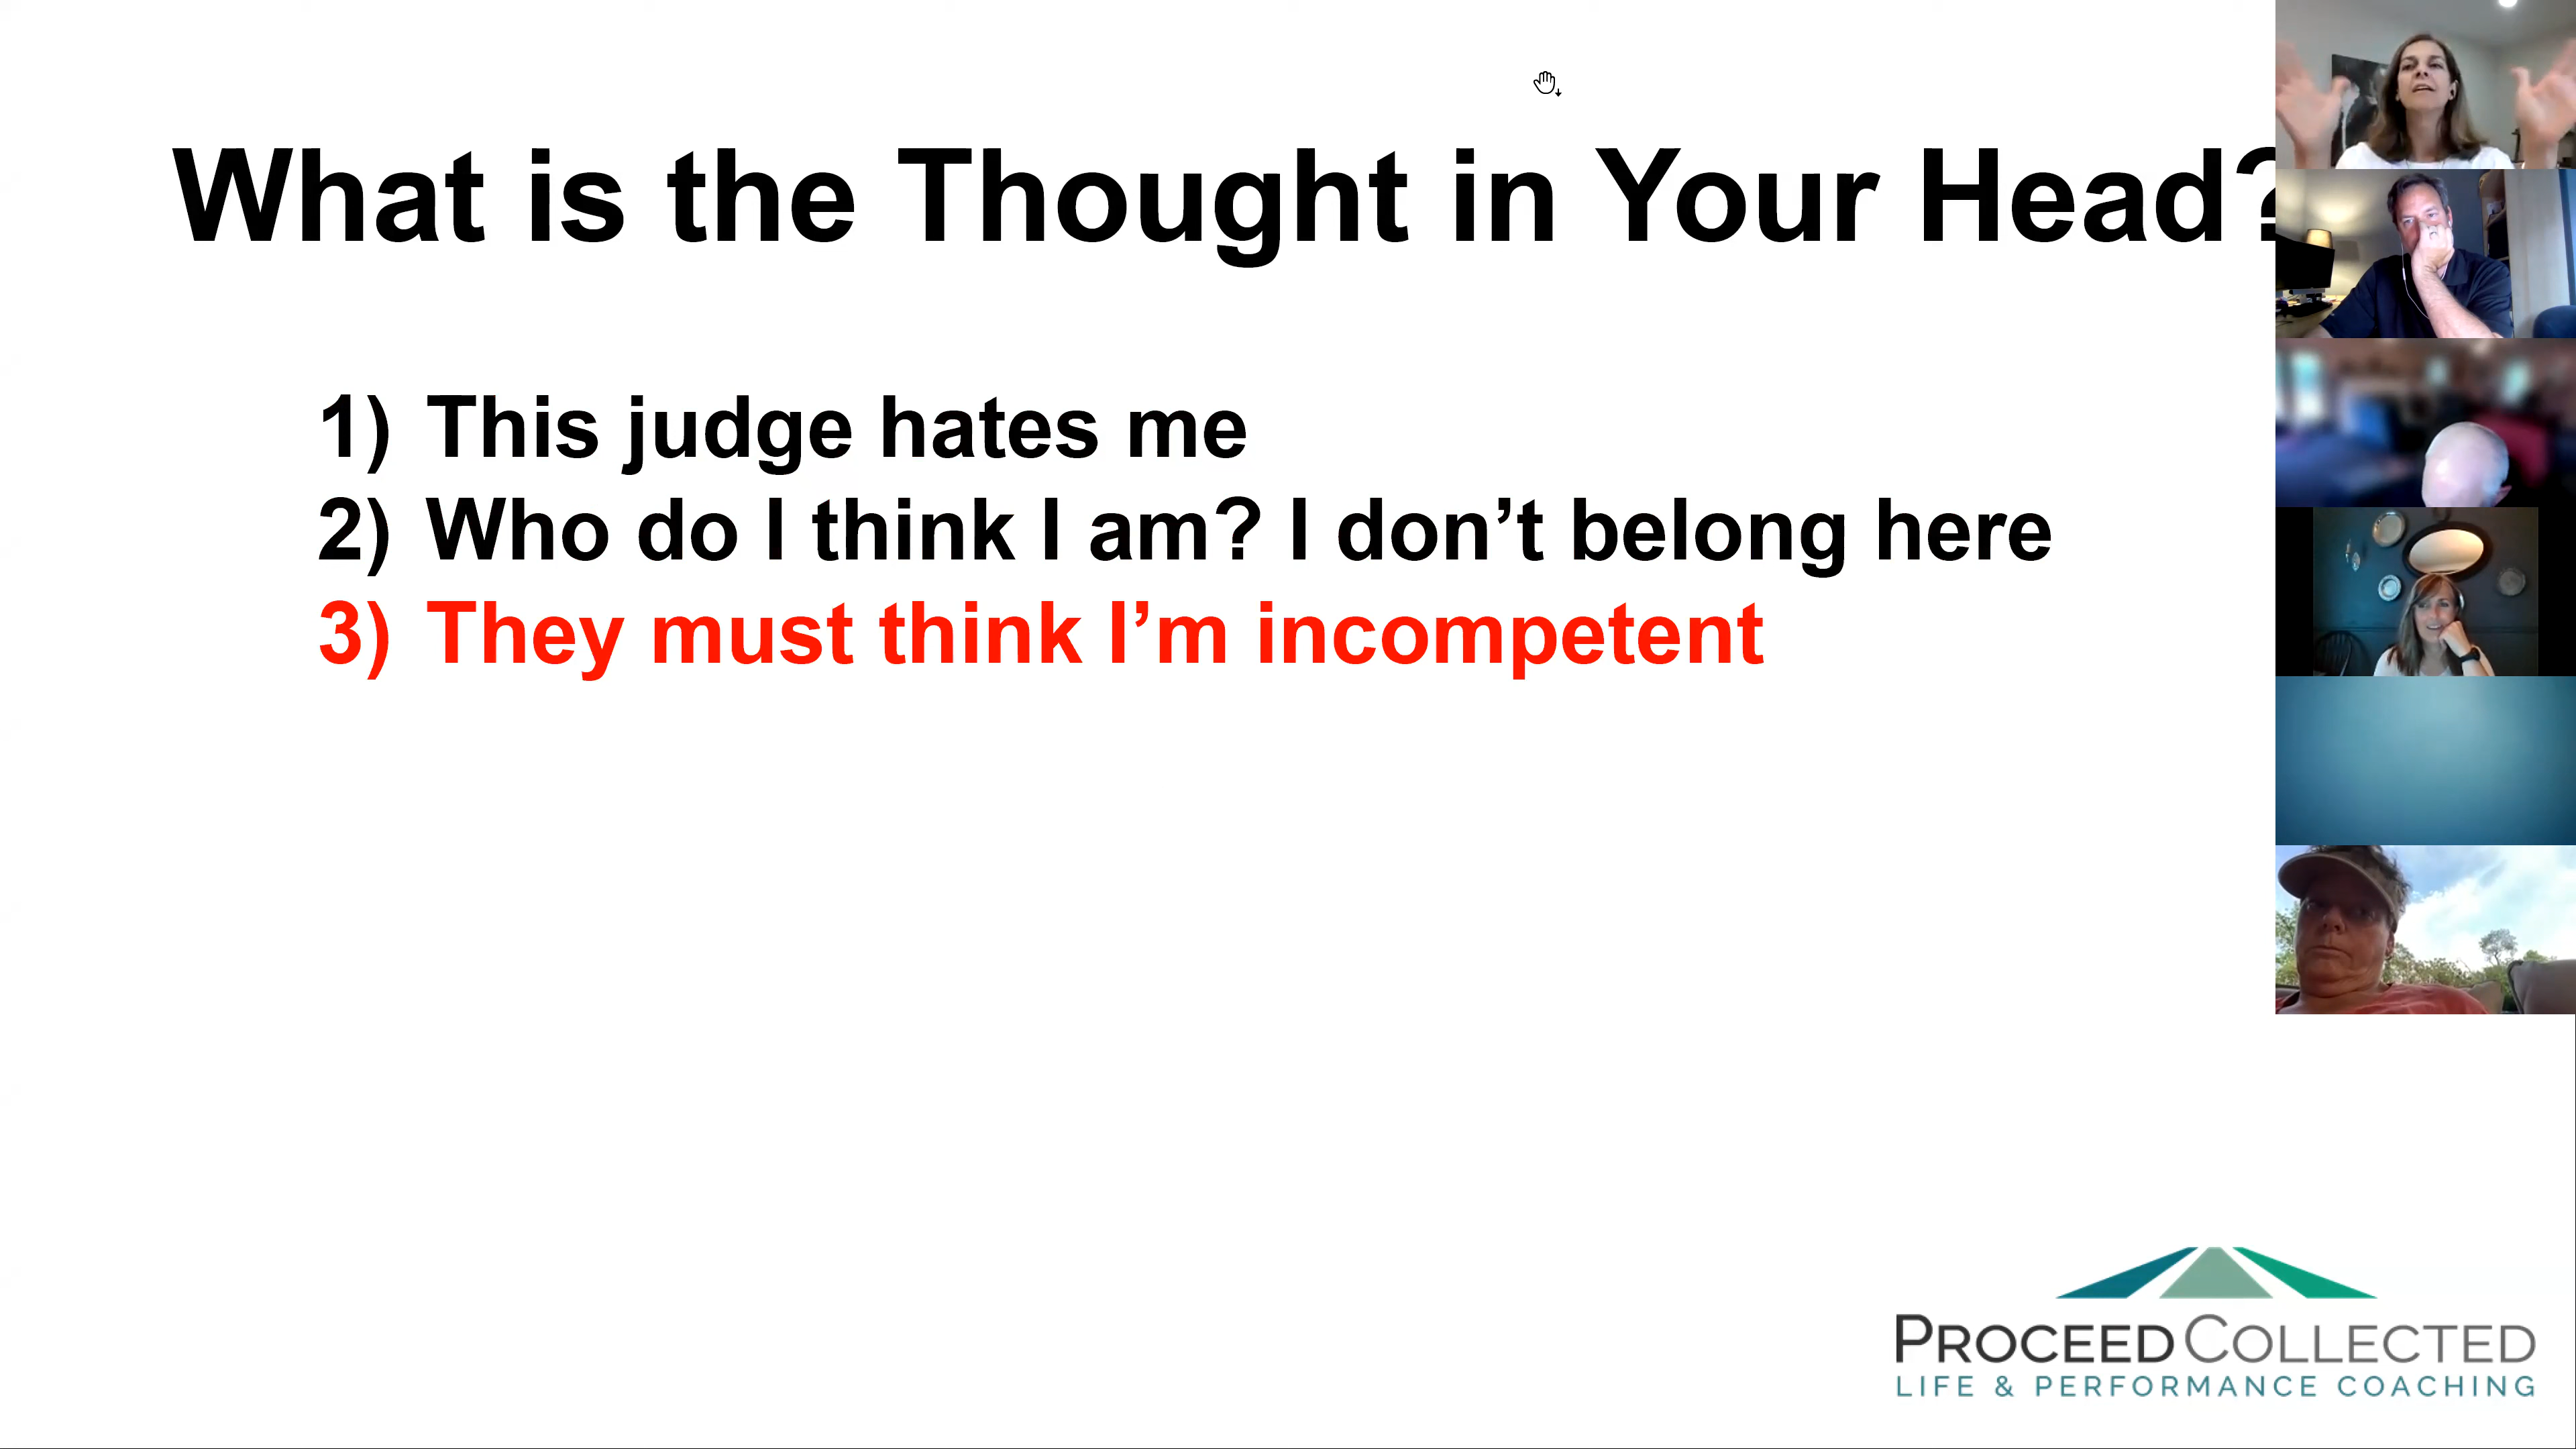 What is the Thought in Your Head?
1) This judge hates me
2) Who do I think I am? I don’t belong here
3) They must think I’m incompetent
PROCEED COLLECTED
LIFE & PERFORMANCE COACHING